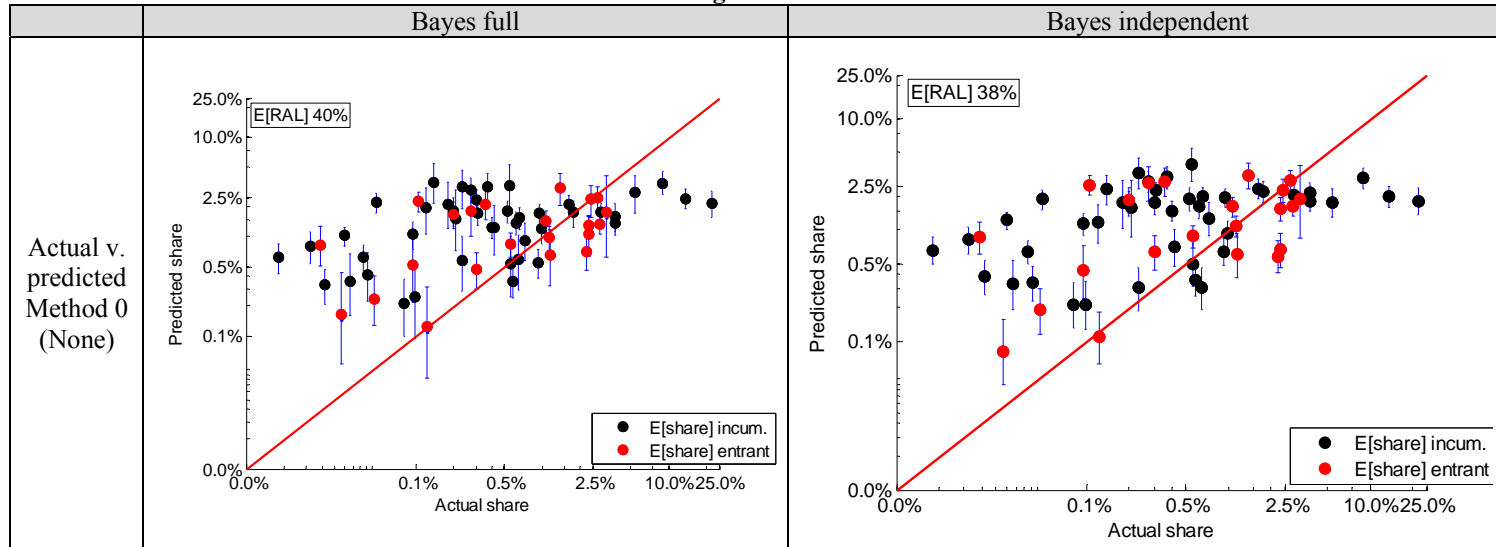 Bayes full
Bayes independent
Actual v.
predicted
Method 0
(None)
E[RAL] 40%
25.0%
10.0%
2.5%
0.5%
0.1%
0.0%
Predicted share
0.0%
0.1%
0.5%
2.5%
10.0%
25.0%
Actual share
E[share] incum.
E[share] entrant
E[RAL] 38%
25.0%
10.0%
2.5%
0.5%
0.1%
0.0%
Predicted share
0.0%
0.1%
0.5%
2.5%
10.0%
25.0%
Actual share
E[share] incum.
E[share] entrant